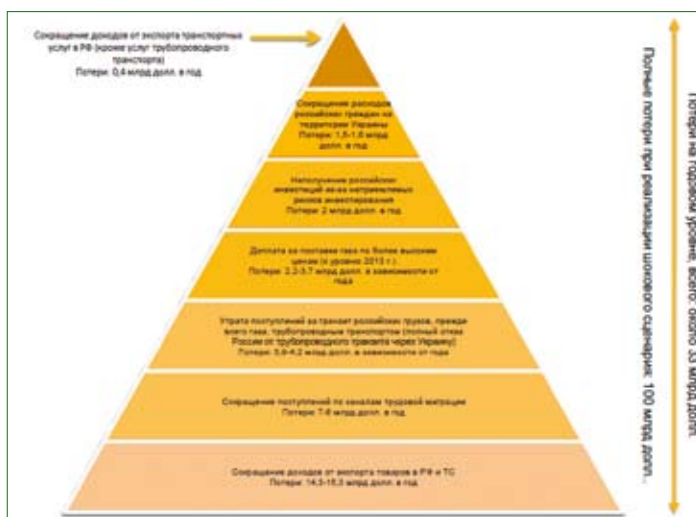 Сокращение доходов от экспорта транспортных
услуг в РФ (кроме услуг трубопроводного
транспорта)
Потери: 0,4 млрд долл. в год
Сокращение расходов
российских граждан на
территории Украины
Потери: 1,5-1,8 млрд
долл. в год
Неполучение российских
инвестиций из-за неприемлемых
рисков инвестирования
Потери: 2 млрд долл. в год
Доплата за поставки газа по более высоким
ценам (к уровню 2013 г.)
Потери: 2,2-3,7 млрд долл. в зависимости от
года
Утрата поступлений за транзит российских грузов, прежде
всего газа, трубопроводным транспортом (полный отказ
России от трубопроводного транзита через Украину)
Потери: 3,9-4,2 млрд долл. в зависимости от года
Сокращение поступлений по каналам трудовой миграции
Потери: 7-8 млрд долл. в год
Сокращение доходов от экспорта товаров в РФ и ТС
Потери: 14,5-15,3 млрд долл. в год
Потери на годовом уровне, всего: около 33 млрд долл.
Полные потери при реализации шокового сценария: 100 млрд долл.